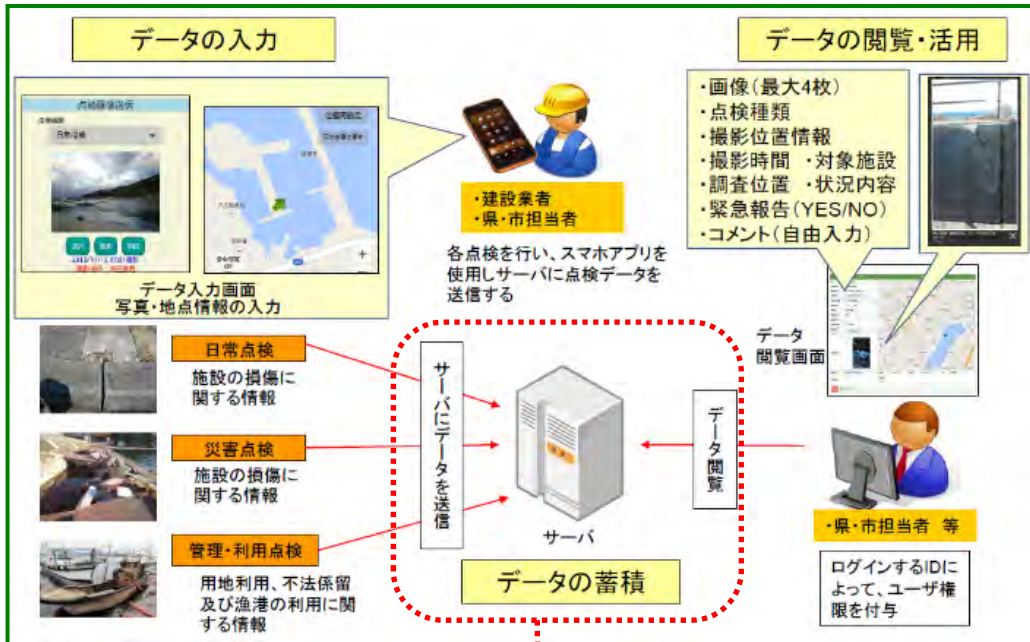 データの入力
データの閲覧・活用
点検画像送信
日常点検
データ入力画面
写真・地点情報の入力
・建設業者
・県・市担当者
各点検を行い、スマホアプリを
使用しサーバに点検データを
送信する
・画像(最大4枚)
・点検種類
・撮影位置情報
・撮影時間 ・対象施設
・調査位置 ・状況内容
・緊急報告(YES/NO)
・コメント(自由入力)
データ
閲覧画面
日常点検
施設の損傷に
関する情報
災害点検
施設の損傷に
関する情報
管理・利用点検
用地利用、不法係留
及び漁港の利用に関
する情報
サーバにデータを送信
サーバ
データ閲覧
データの蓄積
・県・市担当者 等
ログインするIDに
よって、ユーザ権
限を付与